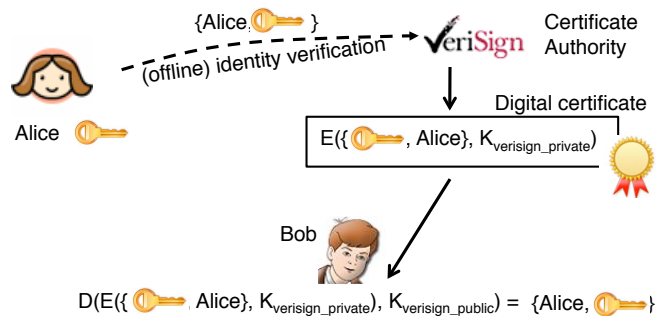 {Alice, }
(offline) identity verification
VeriSign
Certificate
Authority
Alice
Digital certificate
E({ , Alice}, Kverisign_private)
Bob
D(E({ , Alice}, Kverisign_private), Kverisign_public) = {Alice, }